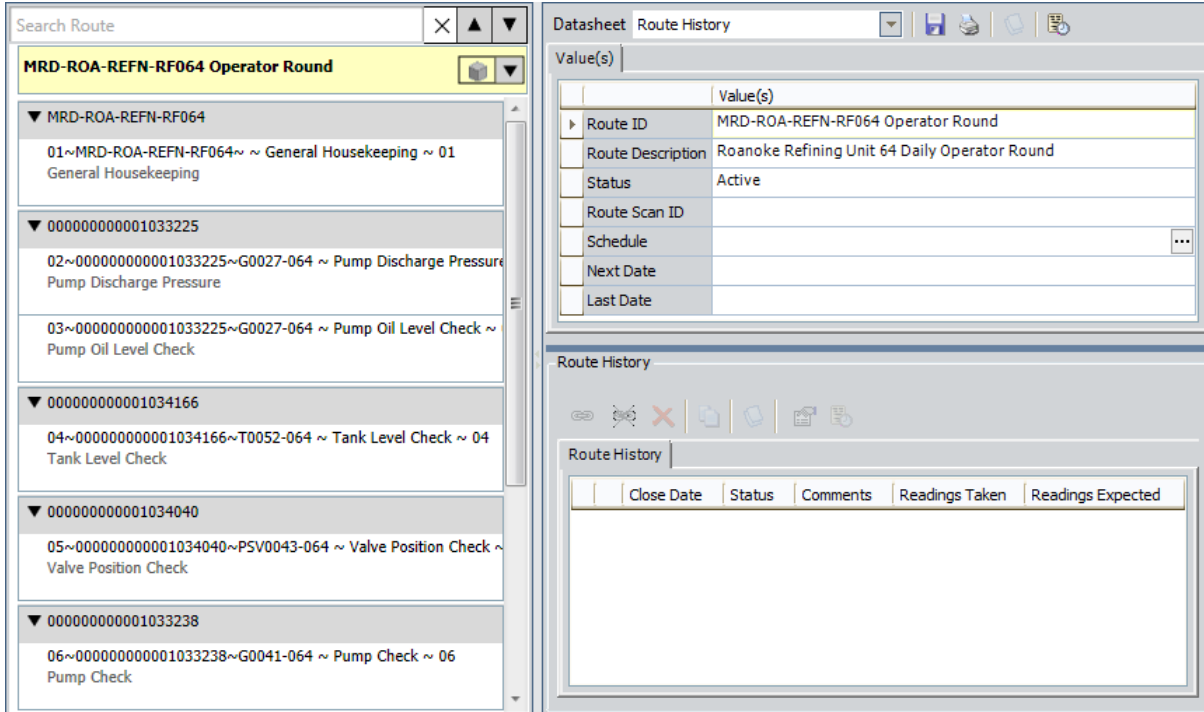 Search Route
MRD-ROA-REFN-RF064 Operator Round
MRD-ROA-REFN-RF064
01~MRD-ROA-REFN-RF064~ ~ General Housekeeping ~ 01
General Housekeeping
000000000001033225
02~000000000001033225~G0027-064 ~ Pump Discharge Pressure
Pump Discharge Pressure
03~000000000001033225~G0027-064 ~ Pump Oil Level Check ~
Pump Oil Level Check
000000000001034166
04~000000000001034166~T0052-064 ~ Tank Level Check ~ 04
Tank Level Check
000000000001034040
05~000000000001034040~PSV0043-064 ~ Valve Position Check ~
Valve Position Check
000000000001033238
06~000000000001033238~G0041-064 ~ Pump Check ~ 06
Pump Check
Datasheet Route History
Value(s)
Value(s)
Route ID MRD-ROA-REFN-RF064 Operator Round
Route Description Roanoke Refining Unit 64 Daily Operator Round
Status Active
Route Scan ID
Schedule ...
Next Date
Last Date
Route History
Route History
Close Date Status Comments Readings Taken Readings Expected